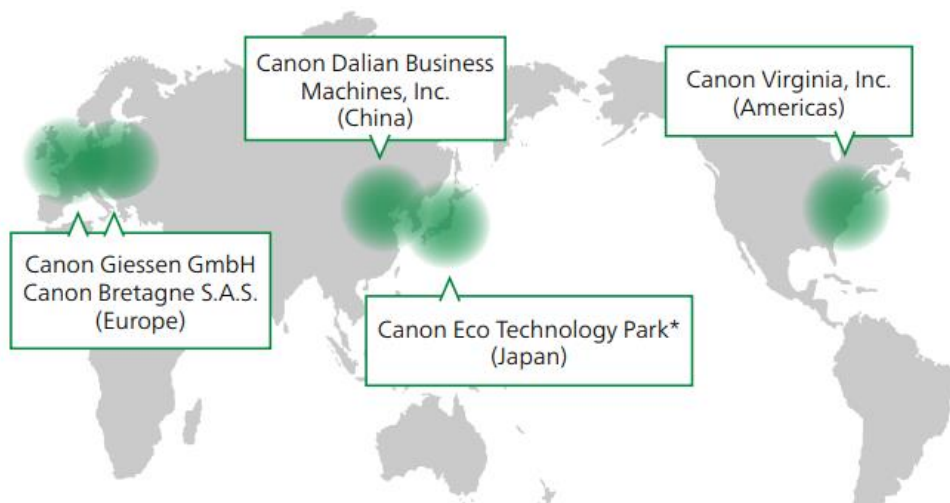 Canon Dalian Business
Machines, Inc.
(China)
Canon Virginia, Inc.
(Americas)
Canon Giessen GmbH
Canon Bretagne S.A.S.
(Europe)
Canon Eco Technology Park*
(Japan)